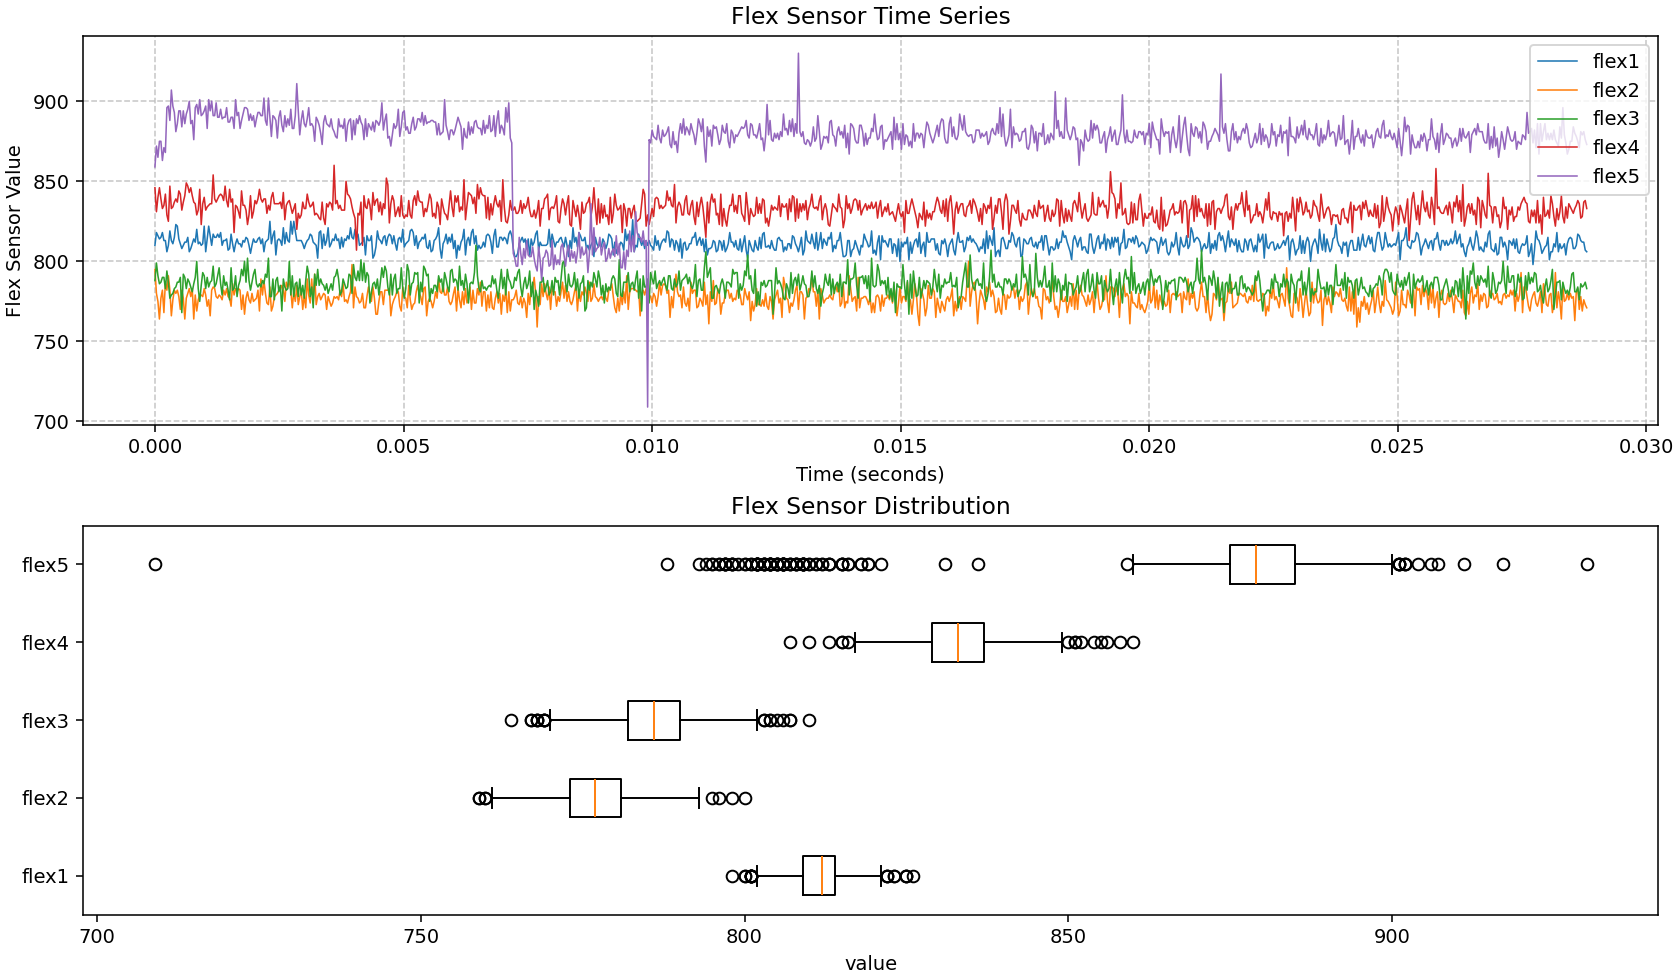 Flex Sensor Time Series
Flex Sensor Value
900
850
800
750
700
flex1
flex2
flex3
flex4
flex5
0.000 0.005 0.010 0.015 0.020 0.025 0.030
Time (seconds)
Flex Sensor Distribution
flex5
flex4
flex3
flex2
flex1
700 750 800 850 900
value